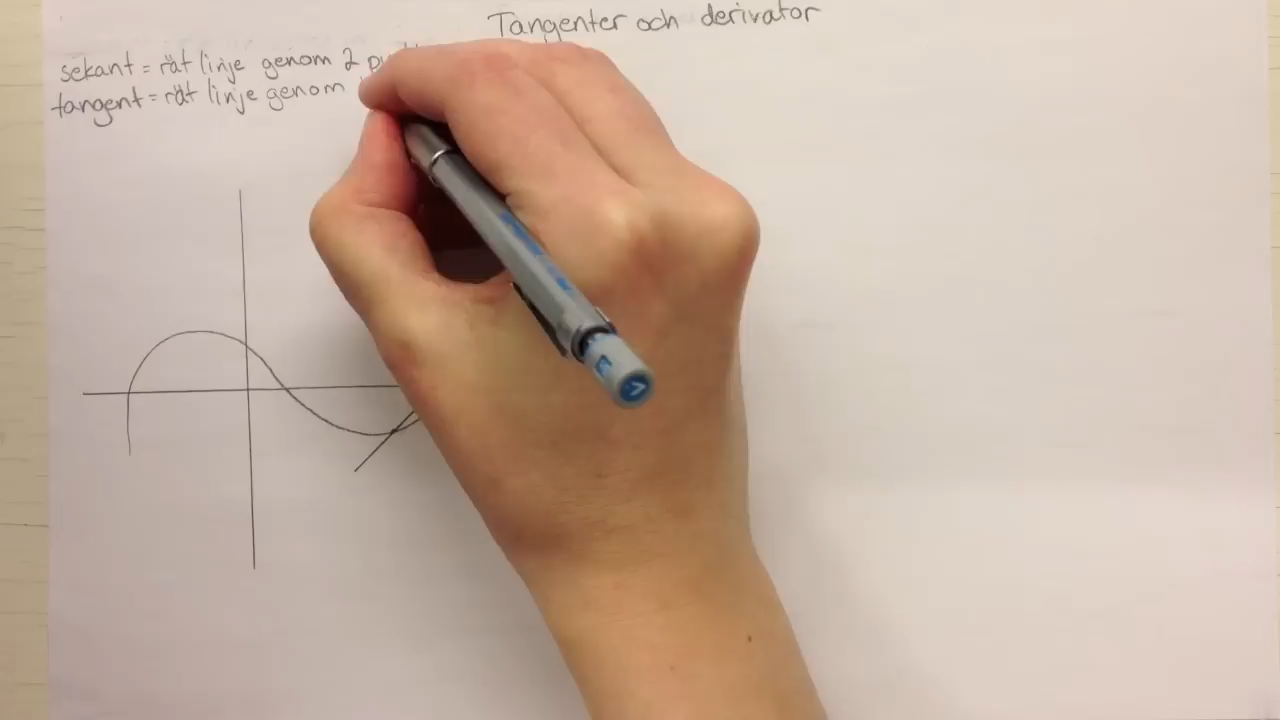 Tangenter och derivator
sekant = rät linje genom 2
tangent = rät linje genom